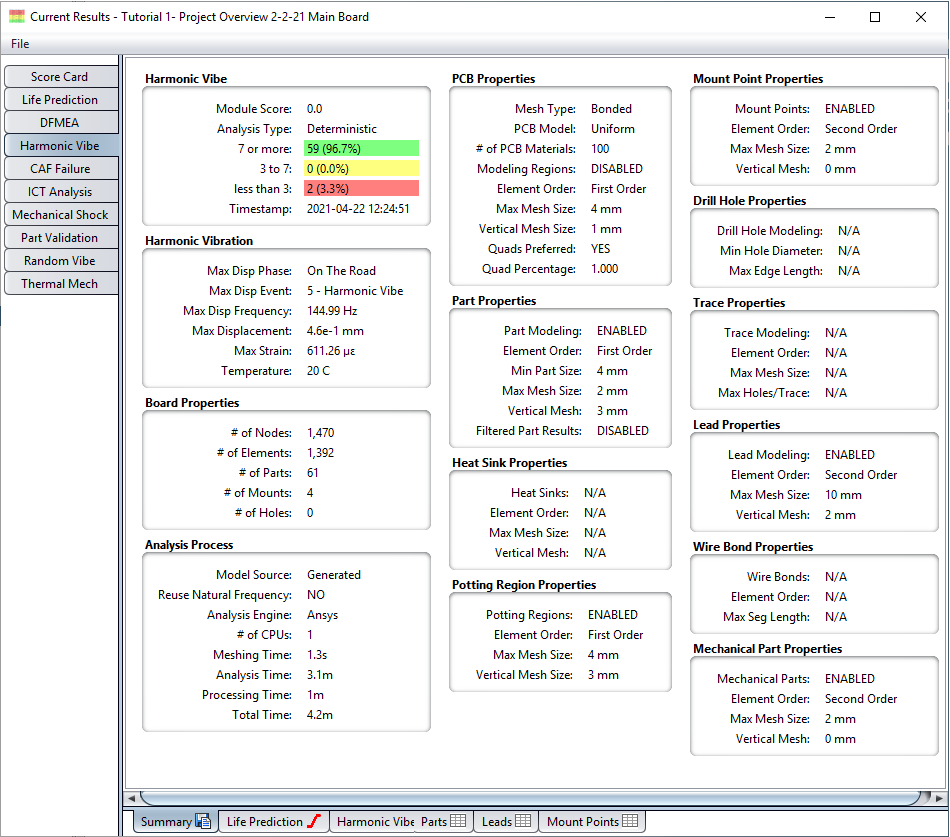 Current Results - Tutorial 1- Project Overview 2-2-21 Main Board
File
Score Card
Life Prediction
DFMEA
Harmonic Vibe
CAF Failure
ICT Analysis
Mechanical Shock
Part Validation
Random Vibe
Thermal Mech
Harmonic Vibe
Module Score: 0.0
Analysis Type: Deterministic
7 or more: 59 (96.7%)
3 to 7: 0 (0.0%)
less than 3: 2 (3.3%)
Timestamp: 2021-04-22 12:24:51
Harmonic Vibration
Max Disp Phase: On The Road
Max Disp Event: 5 - Harmonic Vibe
Max Disp Frequency: 144.99 Hz
Max Displacement: 4.6e-1 mm
Max Strain: 611.26 µε
Temperature: 20 C
Board Properties
# of Nodes: 1,470
# of Elements: 1,392
# of Parts: 61
# of Mounts: 4
# of Holes: 0
Analysis Process
Model Source: Generated
Reuse Natural Frequency: NO
Analysis Engine: Ansys
# of CPUs: 1
Meshing Time: 1.3s
Analysis Time: 3.1m
Processing Time: 1m
Total Time: 4.2m
PCB Properties
Mesh Type: Bonded
PCB Model: Uniform
# of PCB Materials: 100
Modeling Regions: DISABLED
Element Order: First Order
Max Mesh Size: 4 mm
Vertical Mesh Size: 1 mm
Quads Preferred: YES
Quad Percentage: 1.000
Part Properties
Part Modeling: ENABLED
Element Order: First Order
Min Part Size: 4 mm
Max Mesh Size: 2 mm
Vertical Mesh: 3 mm
Filtered Part Results: DISABLED
Heat Sink Properties
Heat Sinks: N/A
Element Order: N/A
Max Mesh Size: N/A
Vertical Mesh: N/A
Potting Region Properties
Potting Regions: ENABLED
Element Order: First Order
Max Mesh Size: 4 mm
Vertical Mesh Size: 3 mm
Mount Point Properties
Mount Points: ENABLED
Element Order: Second Order
Max Mesh Size: 2 mm
Vertical Mesh: 0 mm
Drill Hole Properties
Drill Hole Modeling: N/A
Min Hole Diameter: N/A
Max Edge Length: N/A
Trace Properties
Trace Modeling: N/A
Element Order: N/A
Max Mesh Size: N/A
Max Holes/Trace: N/A
Lead Properties
Lead Modeling: ENABLED
Element Order: Second Order
Max Mesh Size: 10 mm
Vertical Mesh: 2 mm
Wire Bond Properties
Wire Bonds: N/A
Element Order: N/A
Max Seg Length: N/A
Mechanical Part Properties
Mechanical Parts: ENABLED
Element Order: Second Order
Max Mesh Size: 2 mm
Vertical Mesh: 0 mm
Summary Life Prediction Harmonic Vibe Parts Leads Mount Points